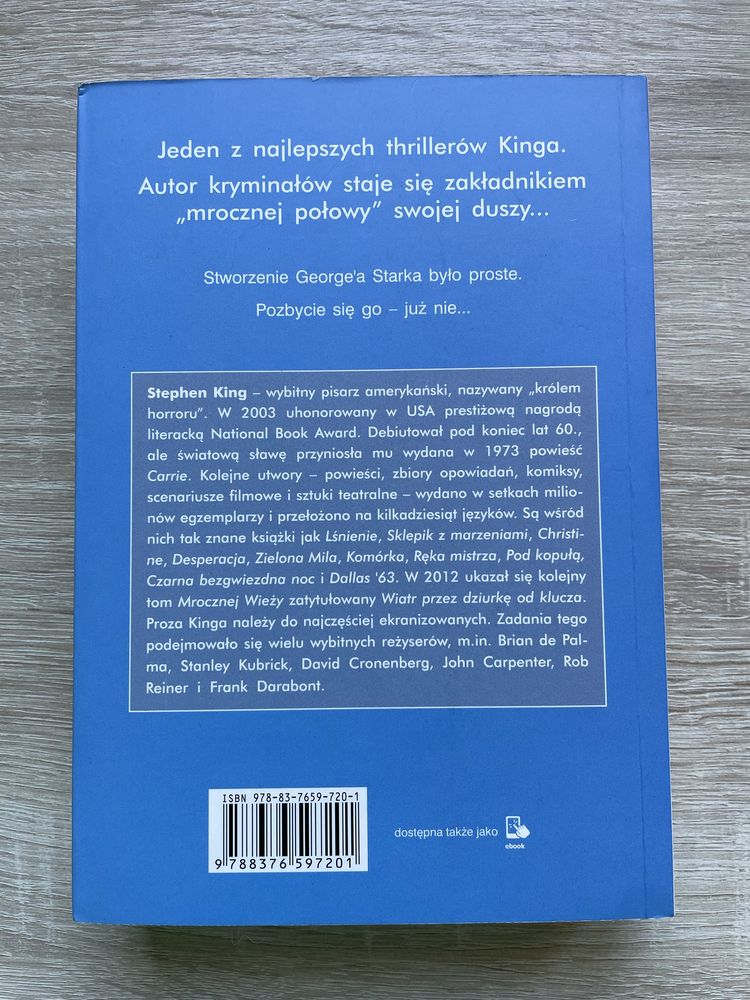 Jeden z najlepszych thrillerów Kinga.
Autor kryminałów staje się zakładnikiem
„mrocznej połowy” swojej duszy...
Stworzenie George'a Starka było proste.
Pozbycie się go – już nie...
Stephen King – wybitny pisarz amerykański, nazywany „królem
horroru”. W 2003 uhonorowany w USA prestiżową nagrodą
literacką National Book Award. Debiutował pod koniec lat 60.,
ale światową sławę przyniosła mu wydana w 1973 powieść
Carrie. Kolejne utwory – powieści, zbiory opowiadań, komiksy,
scenariusze filmowe i sztuki teatralne – wydano w setkach milio-
nów egzemplarzy i przełożono na kilkadziesiąt języków. Są wśród
nich tak znane książki jak Lśnienie, Sklepik z marzeniami, Christi-
ne, Desperacja, Zielona Mila, Komórka, Ręka mistrza, Pod kopułą,
Czarna bezgwiezdna noc i Dallas '63. W 2012 ukazał się kolejny
tom Mrocznej Wieży zatytułowany Wiatr przez dziurkę od klucza.
Proza Kinga należy do najczęściej ekranizowanych. Zadania tego
podejmowało się wielu wybitnych reżyserów, m.in. Brian de Pal-
ma, Stanley Kubrick, David Cronenberg, John Carpenter, Rob
Reiner i Frank Darabont.
ISBN 978-83-7659-720-1
9 788376 597201
dostępna także jako
ebook